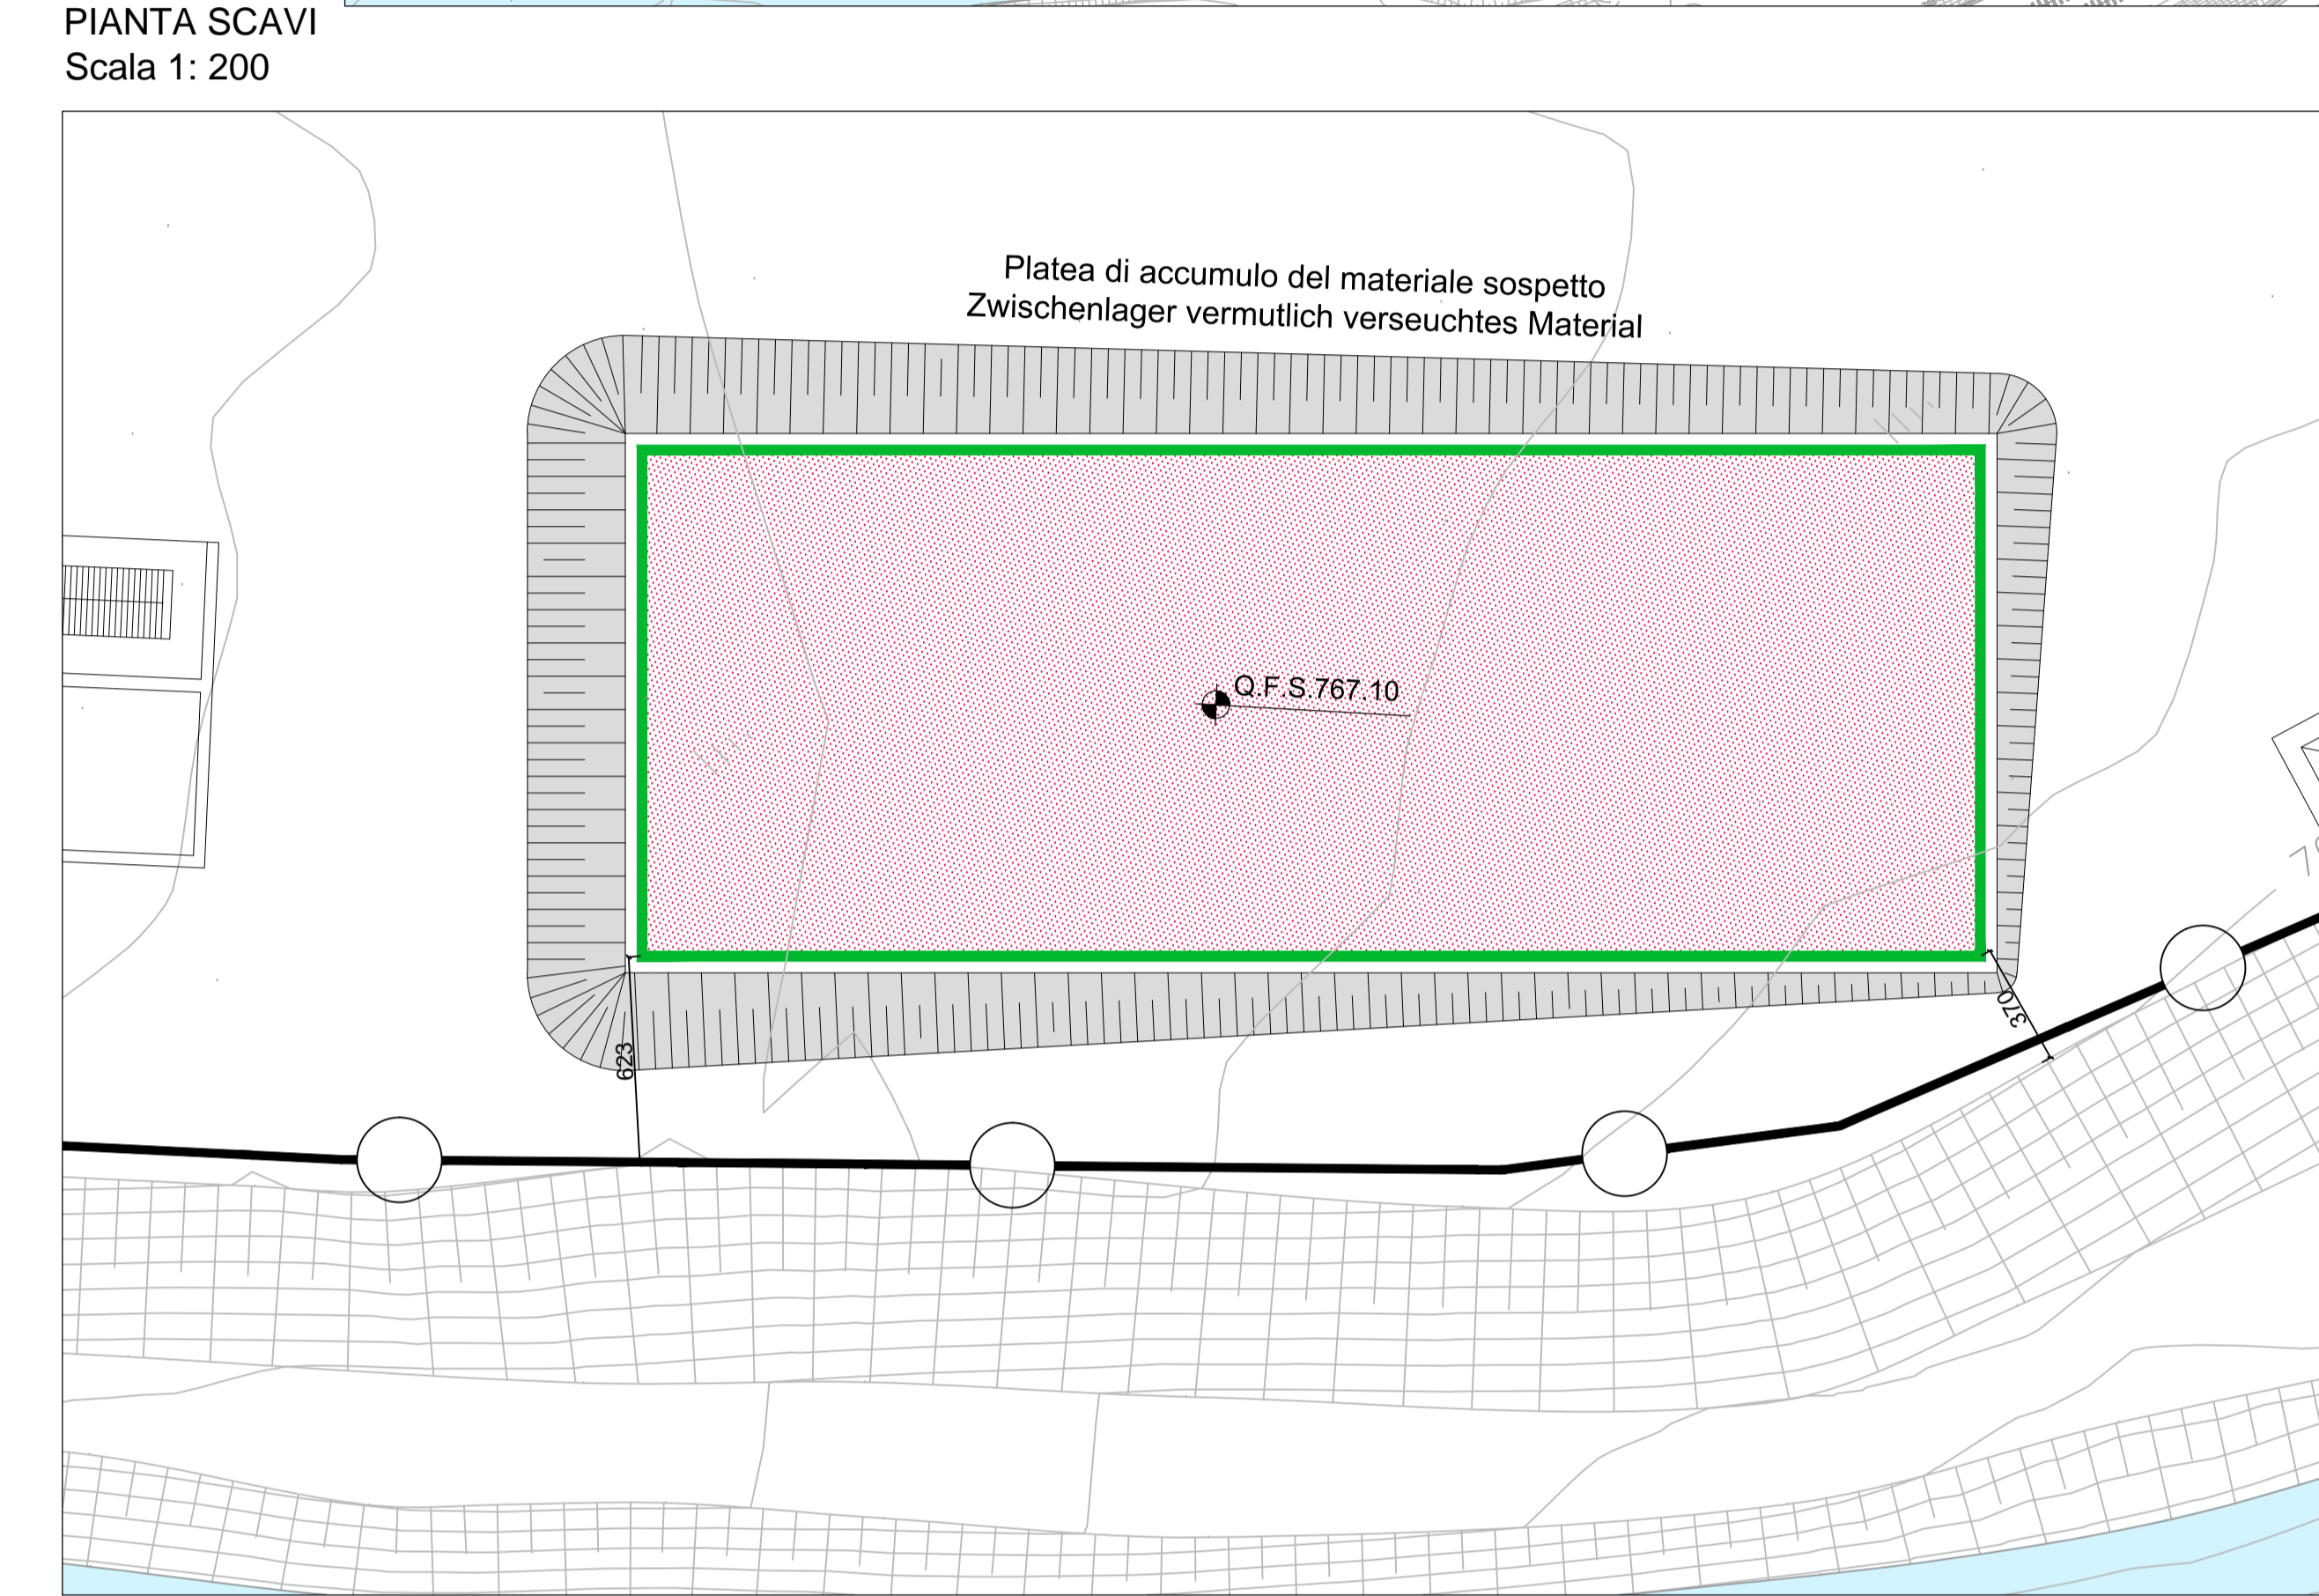 PIANTA SCAVI
Scala 1: 200
Platea di accumulo del materiale sospetto
Zwischenlager vermutlich verseuchtes Material
Q.F.S.767.10
623
370